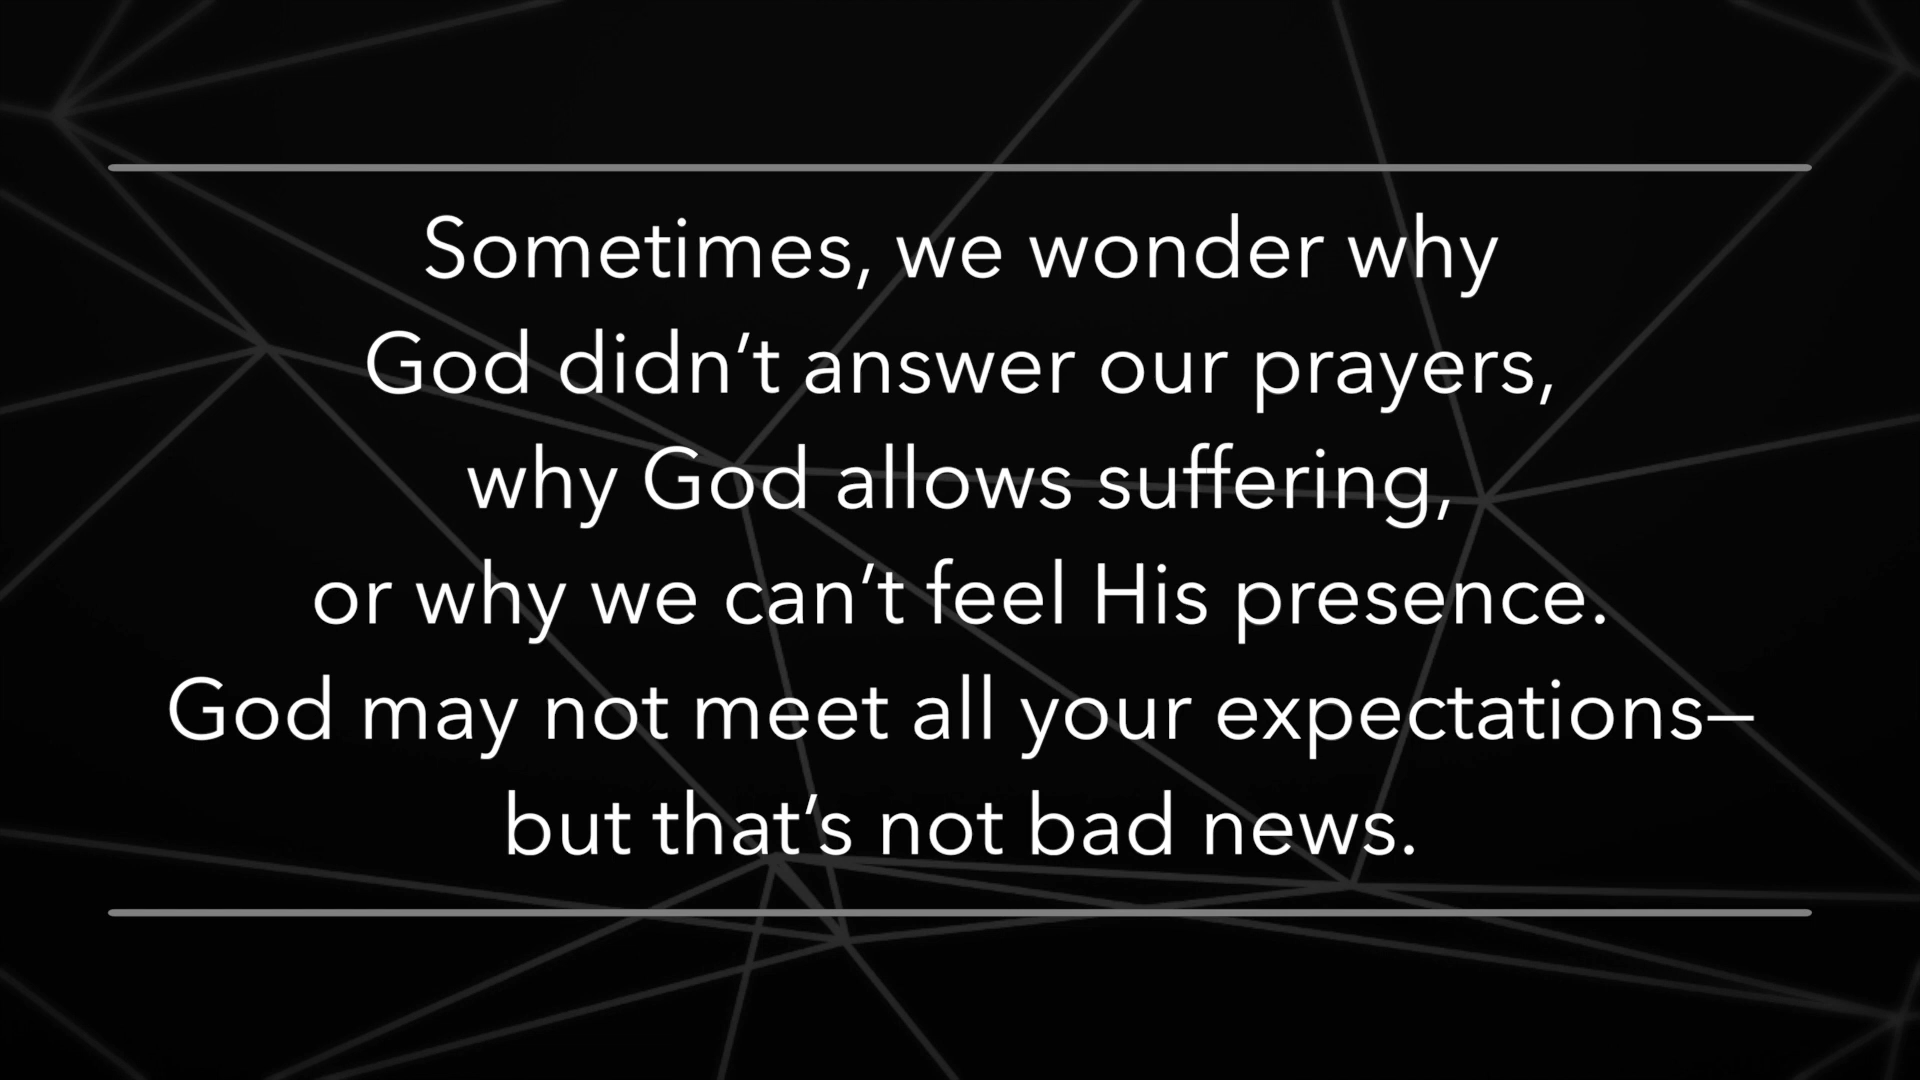 Sometimes, we wonder why
God didn’t answer our prayers,
why God allows suffering,
or why we can’t feel His presence.
God may not meet all your expectations—
but that’s not bad news.